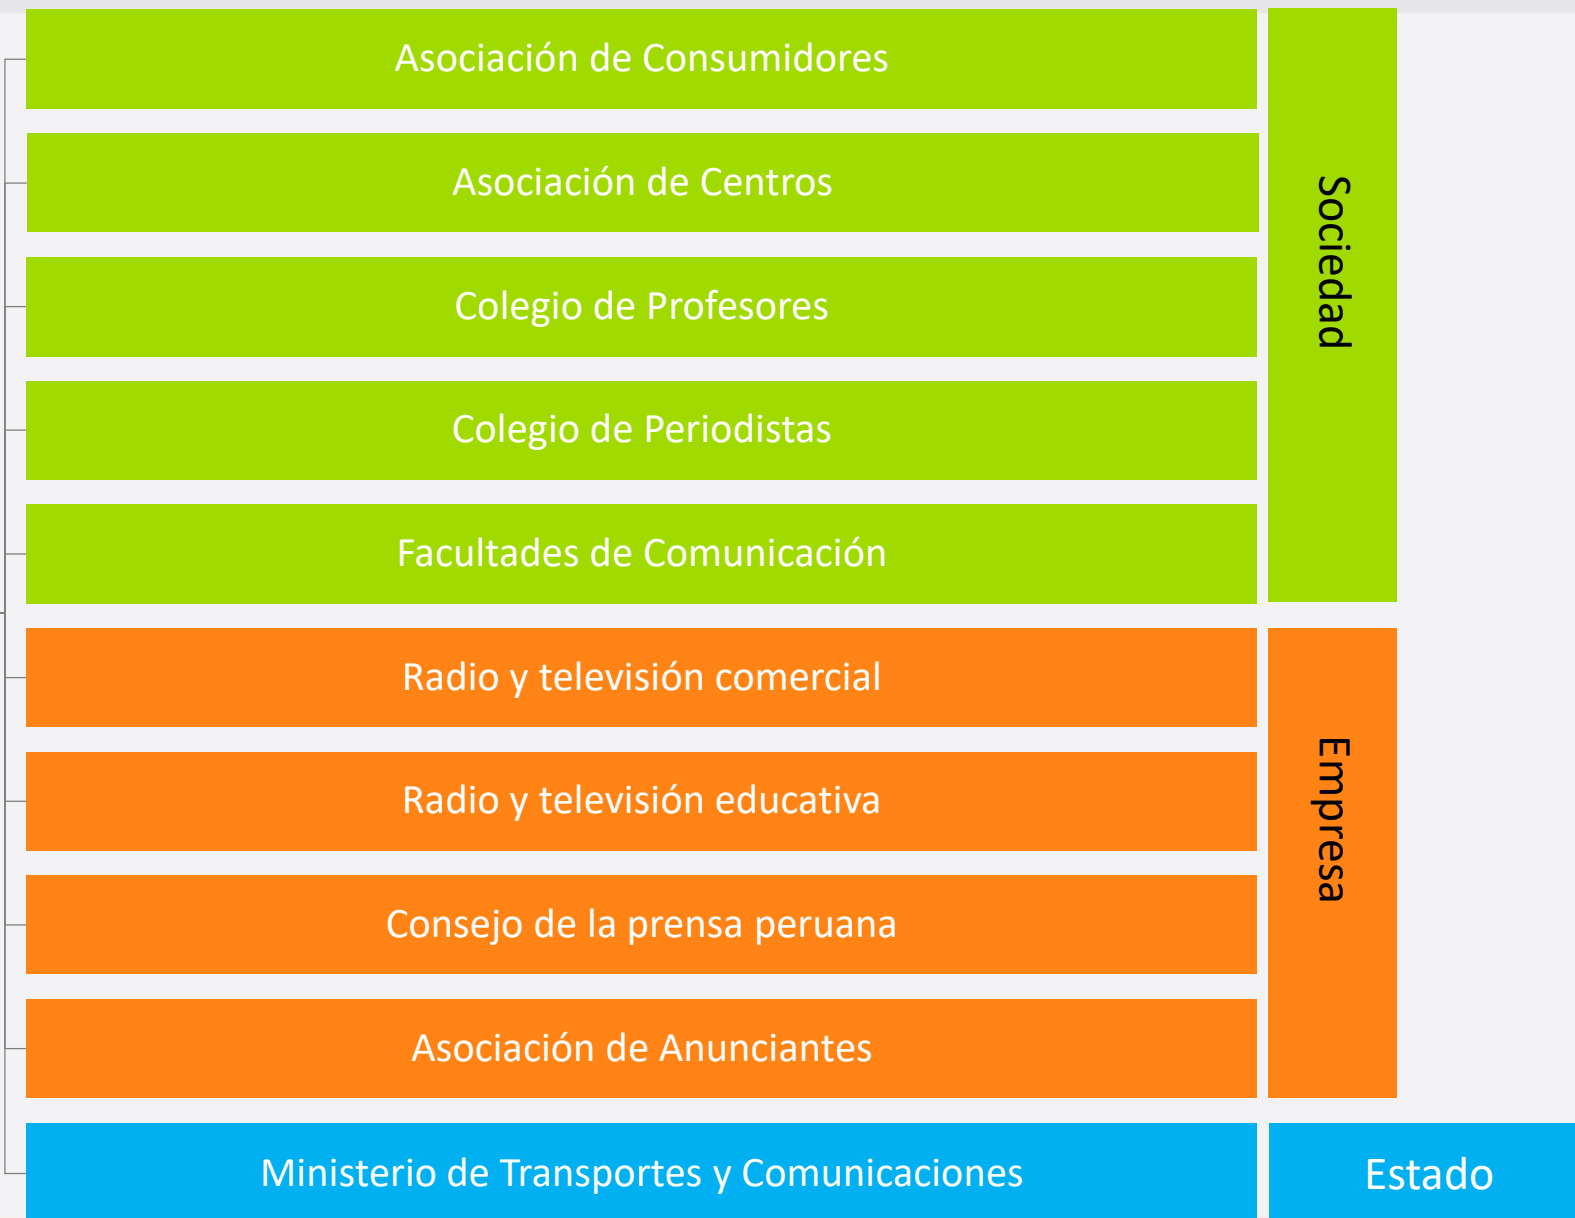 Asociación de Consumidores
Asociación de Centros
Colegio de Profesores
Colegio de Periodistas
Facultades de Comunicación
Sociedad
Radio y televisión comercial
Radio y televisión educativa
Consejo de la prensa peruana
Asociación de Anunciantes
Empresa
Ministerio de Transportes y Comunicaciones
Estado